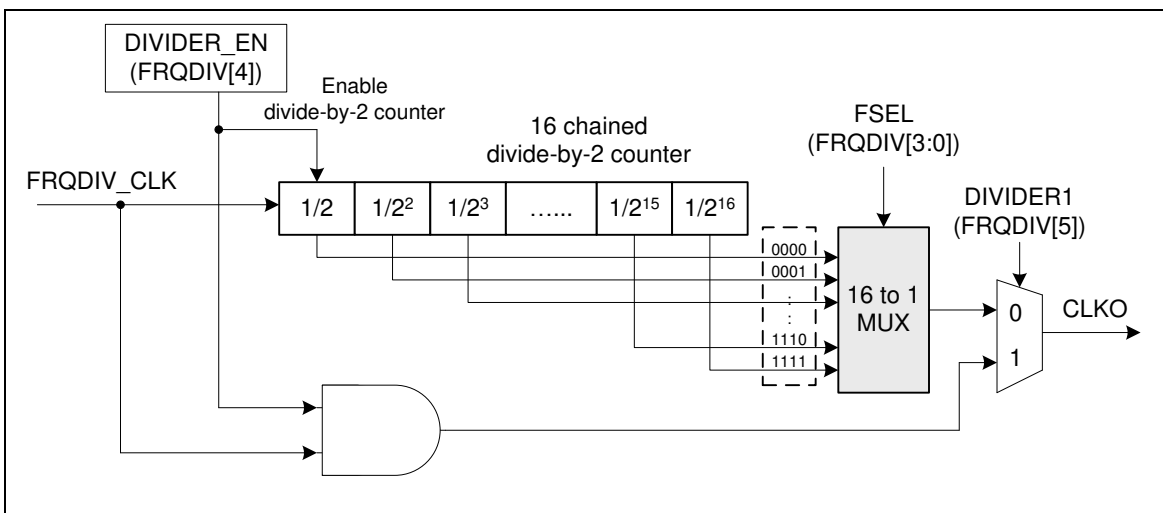 DIVIDER_EN
(FRQDIV[4])
Enable
divide-by-2 counter
16 chained
divide-by-2 counter
FSEL
(FRQDIV[3:0])
DIVIDER1
(FRQDIV[5])
FRQDIV_CLK
1/2 1/2² 1/2³ …... 1/2¹⁵ 1/2¹⁶
0000
0001
:
:
1110
1111
16 to 1
MUX
0
1
CLKO